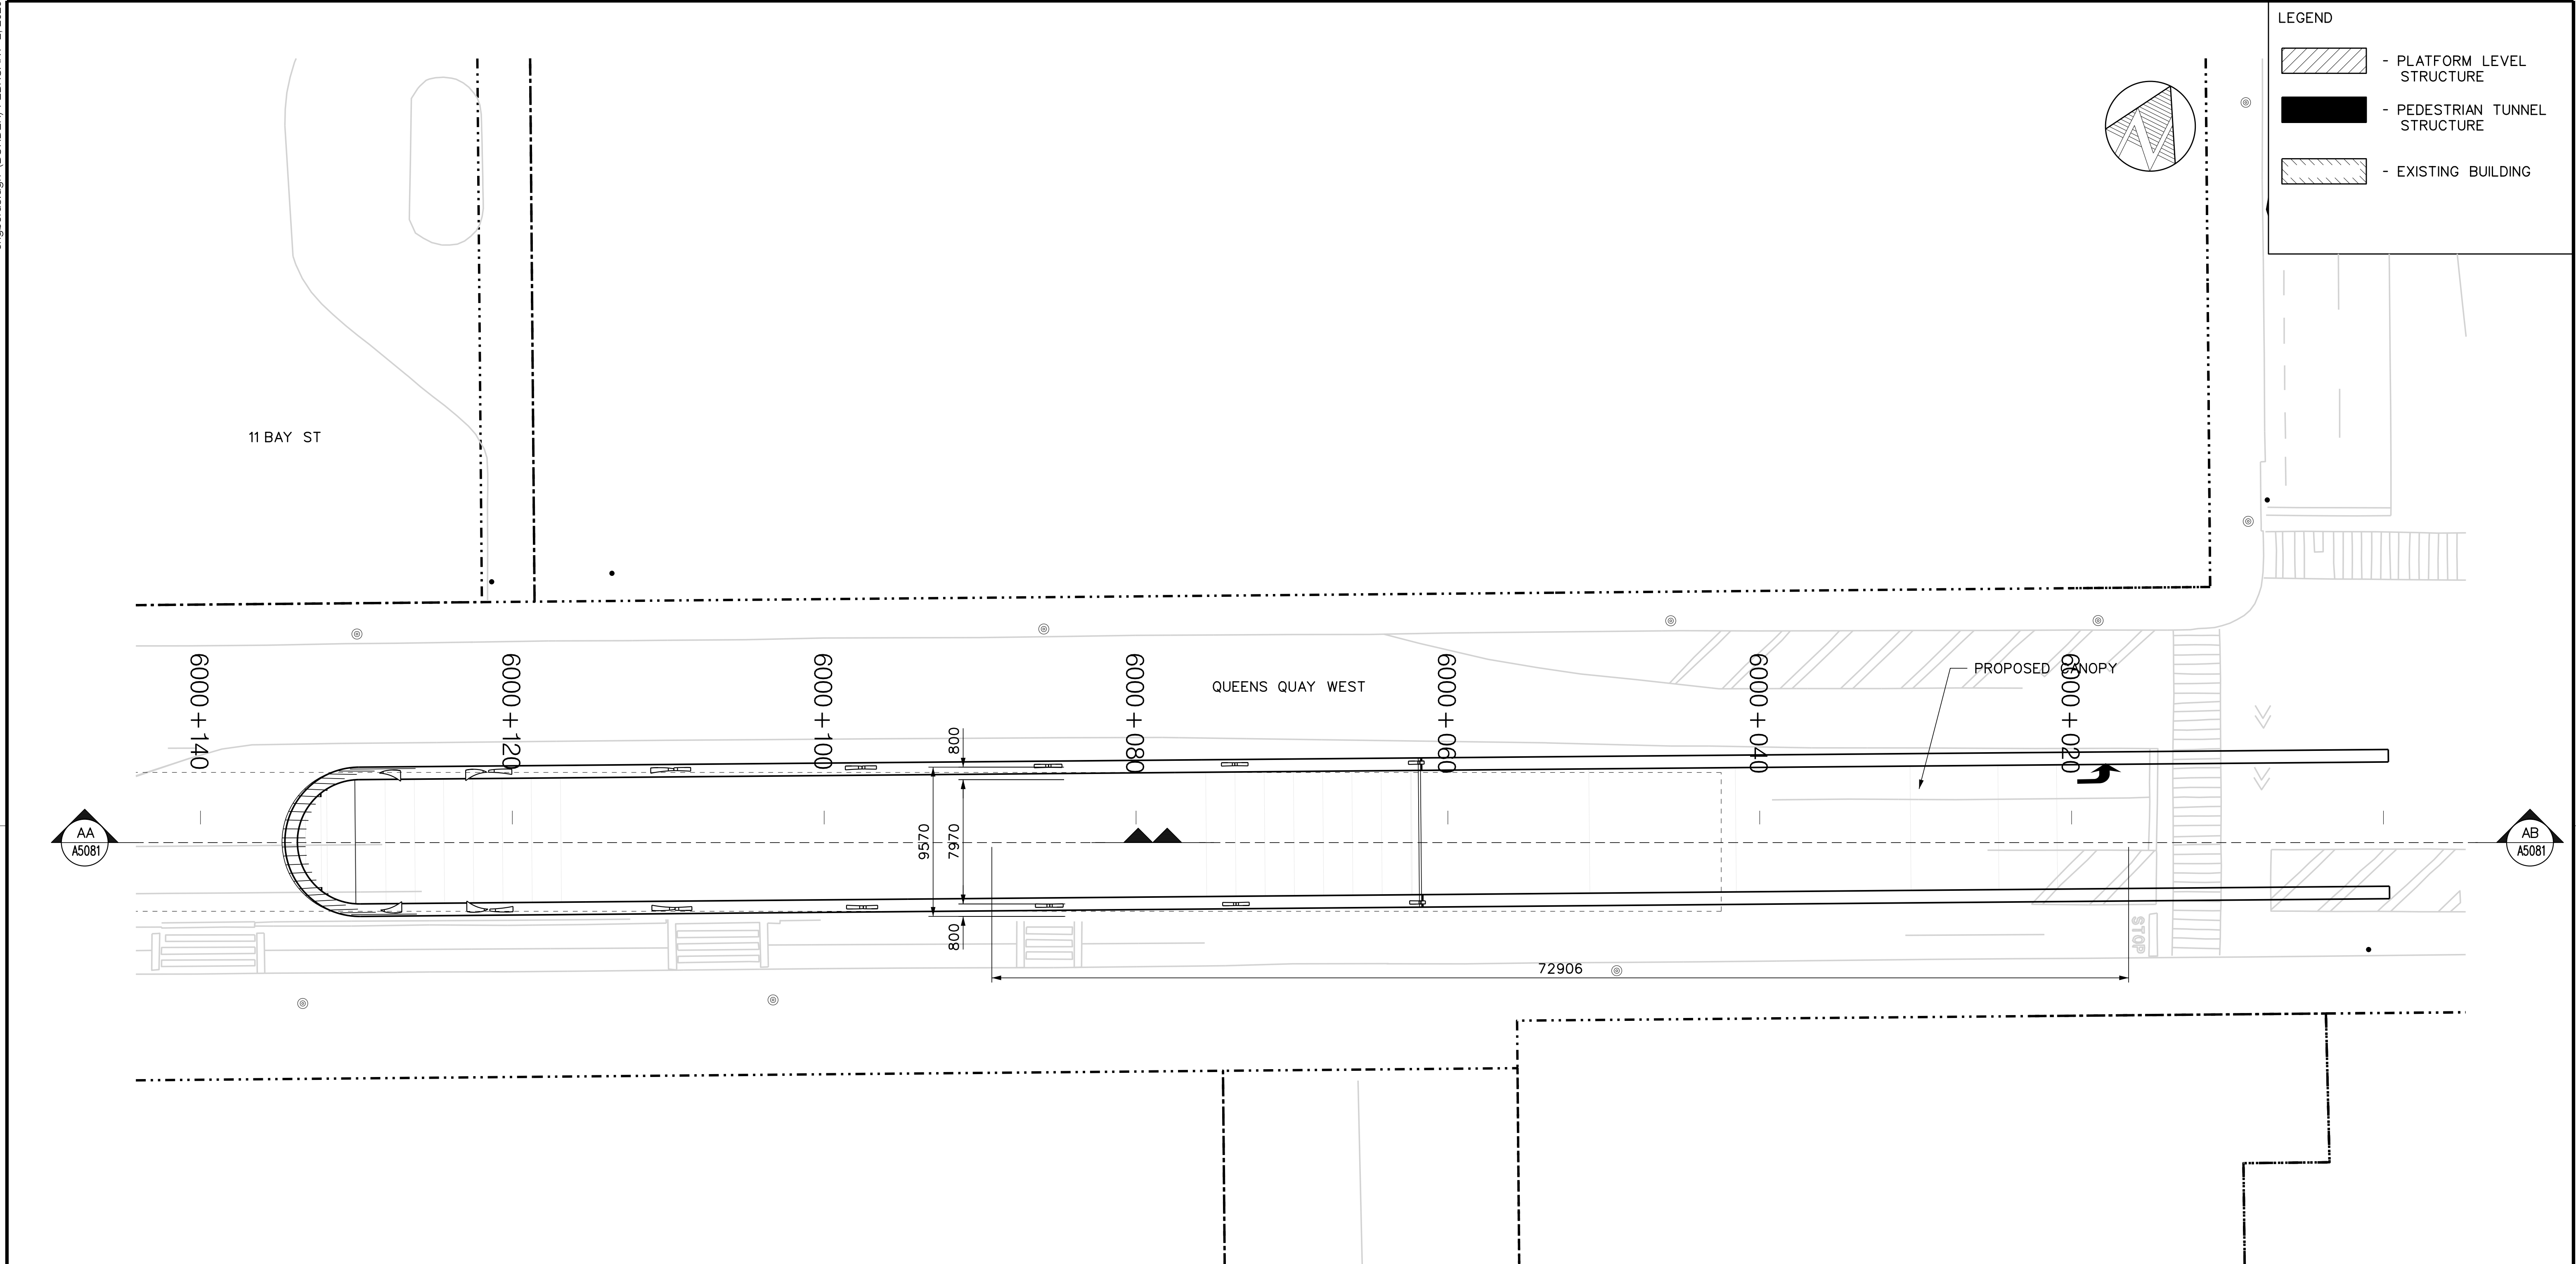 LEGEND
- PLATFORM LEVEL
STRUCTURE
- PEDESTRIAN TUNNEL
STRUCTURE
- EXISTING BUILDING
N
11 BAY ST
QUEENS QUAY WEST
PROPOSED CANOPY
6000+140
6000+120
6000+100
6000+080
6000+060
6000+040
6000+020
800
9570
7970
800
AA
A5081
AB
A5081
STOP
72906